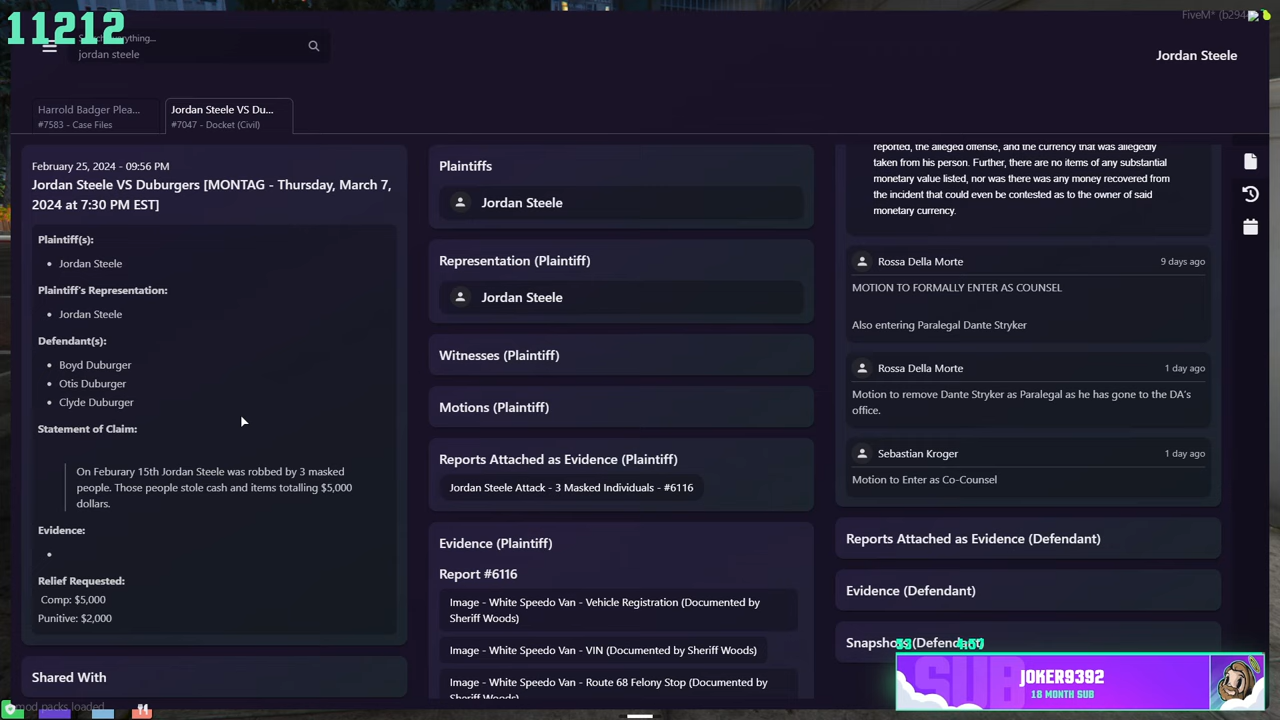 11212
FiveM* (b294
jordan steele
Jordan Steele
Harrold Badger Plea...
#7583 - Case Files
Jordan Steele VS Du...
#7047 - Docket (Civil)
February 25, 2024 - 09:56 PM
Jordan Steele VS Duburgers [MONTAG - Thursday, March 7,
2024 at 7:30 PM EST]
Plaintiff(s):
Jordan Steele
Plaintiff's Representation:
Jordan Steele
Defendant(s):
Boyd Duburger
Otis Duburger
Clyde Duburger
Statement of Claim:
On Feburary 15th Jordan Steele was robbed by 3 masked
people. Those people stole cash and items totalling $5,000
dollars.
Evidence:
Relief Requested:
Comp: $5,000
Punitive: $2,000
Shared With
mod packs loaded
Plaintiffs
Jordan Steele
Representation (Plaintiff)
Jordan Steele
Witnesses (Plaintiff)
Motions (Plaintiff)
Reports Attached as Evidence (Plaintiff)
Jordan Steele Attack - 3 Masked Individuals - #6116
Evidence (Plaintiff)
Report #6116
Image - White Speedo Van - Vehicle Registration (Documented by
Sheriff Woods)
Image - White Speedo Van - VIN (Documented by Sheriff Woods)
Image - White Speedo Van - Route 68 Felony Stop (Documented by
Sheriff Woods)
reported, the alleged offense, and the currency that was allegedly
taken from his person. Further, there are no items of any substantial
monetary value listed, nor was there was any money recovered from
the incident that could even be contested as to the owner of said
monetary currency.
Rossa Della Morte 9 days ago
MOTION TO FORMALLY ENTER AS COUNSEL
Also entering Paralegal Dante Stryker
Rossa Della Morte 1 day ago
Motion to remove Dante Stryker as Paralegal as he has gone to the DA's
office.
Sebastian Kroger 1 day ago
Motion to Enter as Co-Counsel
Reports Attached as Evidence (Defendant)
Evidence (Defendant)
Snapshots (Defendant)
SUB
JOKER9392
18 MONTH SUB